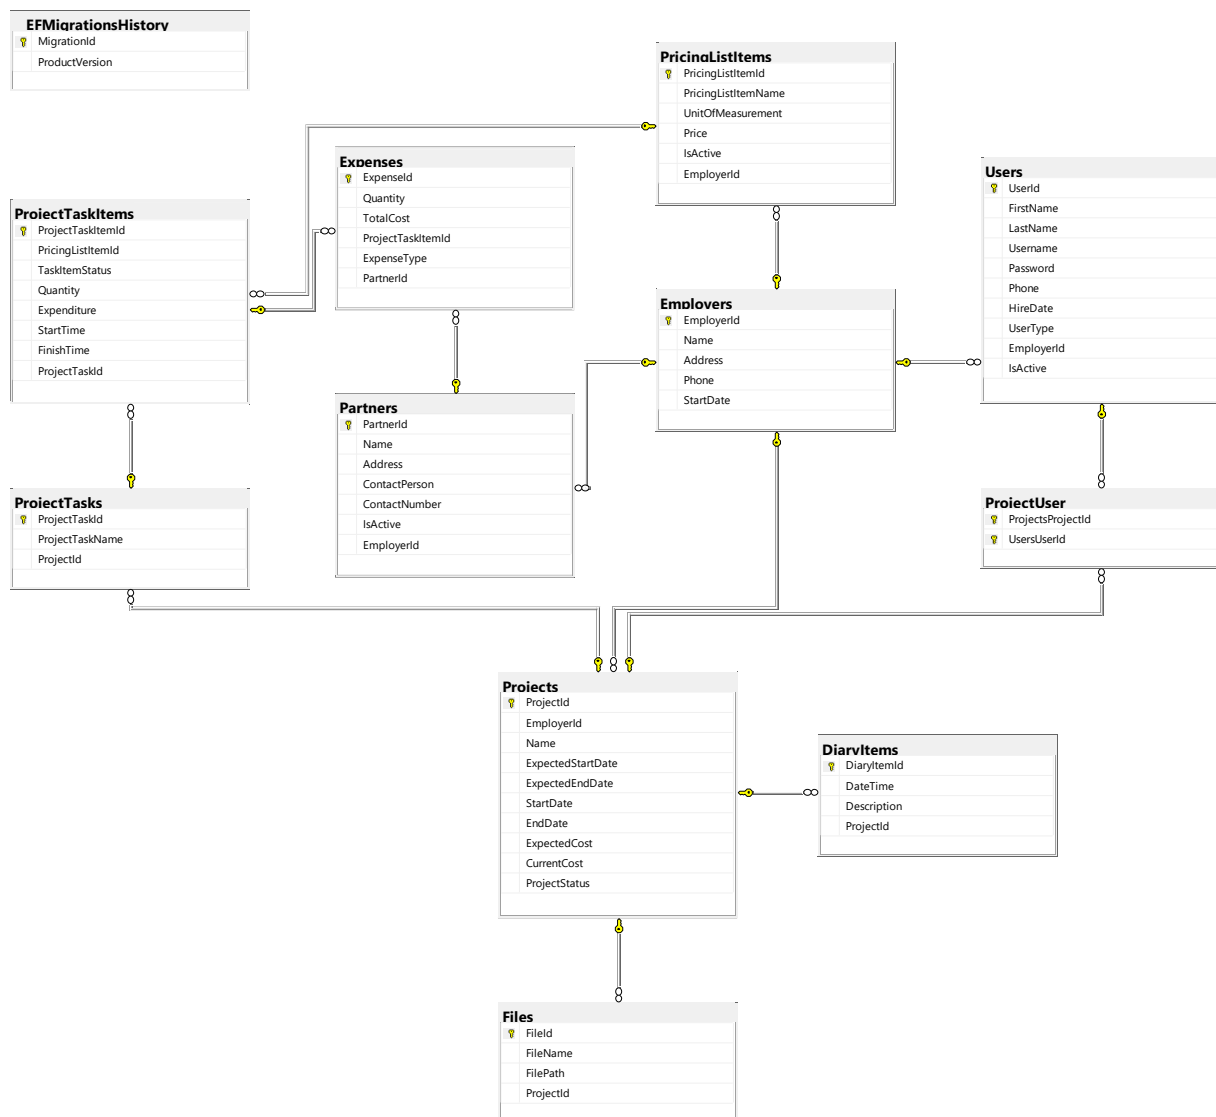 EFMigrationsHistory
MigrationId
ProductVersion
PricingListItems
PricingListItemId
PricingListItemName
UnitOfMeasurement
Price
IsActive
EmployerId
Expenses
ExpenseId
Quantity
TotalCost
ProjectTaskItemId
ExpenseType
PartnerId
Users
UserId
FirstName
LastName
Username
Password
Phone
HireDate
UserType
EmployerId
IsActive
ProjectTaskItems
ProjectTaskItemId
PricingListItemId
TaskItemStatus
Quantity
Expenditure
StartTime
FinishTime
ProjectTaskId
Employers
EmployerId
Name
Address
Phone
StartDate
Partners
PartnerId
Name
Address
ContactPerson
ContactNumber
IsActive
EmployerId
ProjectTasks
ProjectTaskId
ProjectTaskName
ProjectId
ProjectUser
ProjectsProjectId
UsersUserId
Projects
ProjectId
EmployerId
Name
ExpectedStartDate
ExpectedEndDate
StartDate
EndDate
ExpectedCost
CurrentCost
ProjectStatus
DiaryItems
DiaryItemId
DateTime
Description
ProjectId
Files
FileId
FileName
FilePath
ProjectId